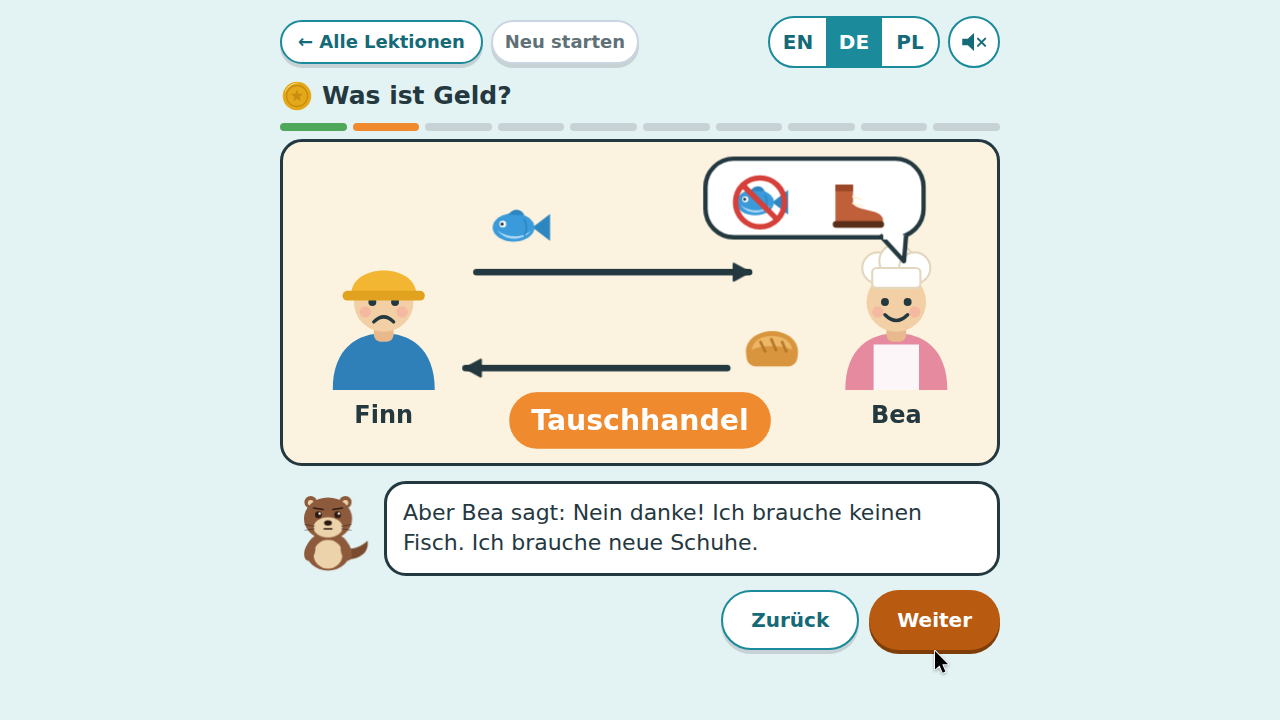 ← Alle Lektionen
Neu starten
EN
DE
PL
Was ist Geld?
Finn
Bea
Tauschhandel
Aber Bea sagt: Nein danke! Ich brauche keinen
Fisch. Ich brauche neue Schuhe.
Zurück
Weiter